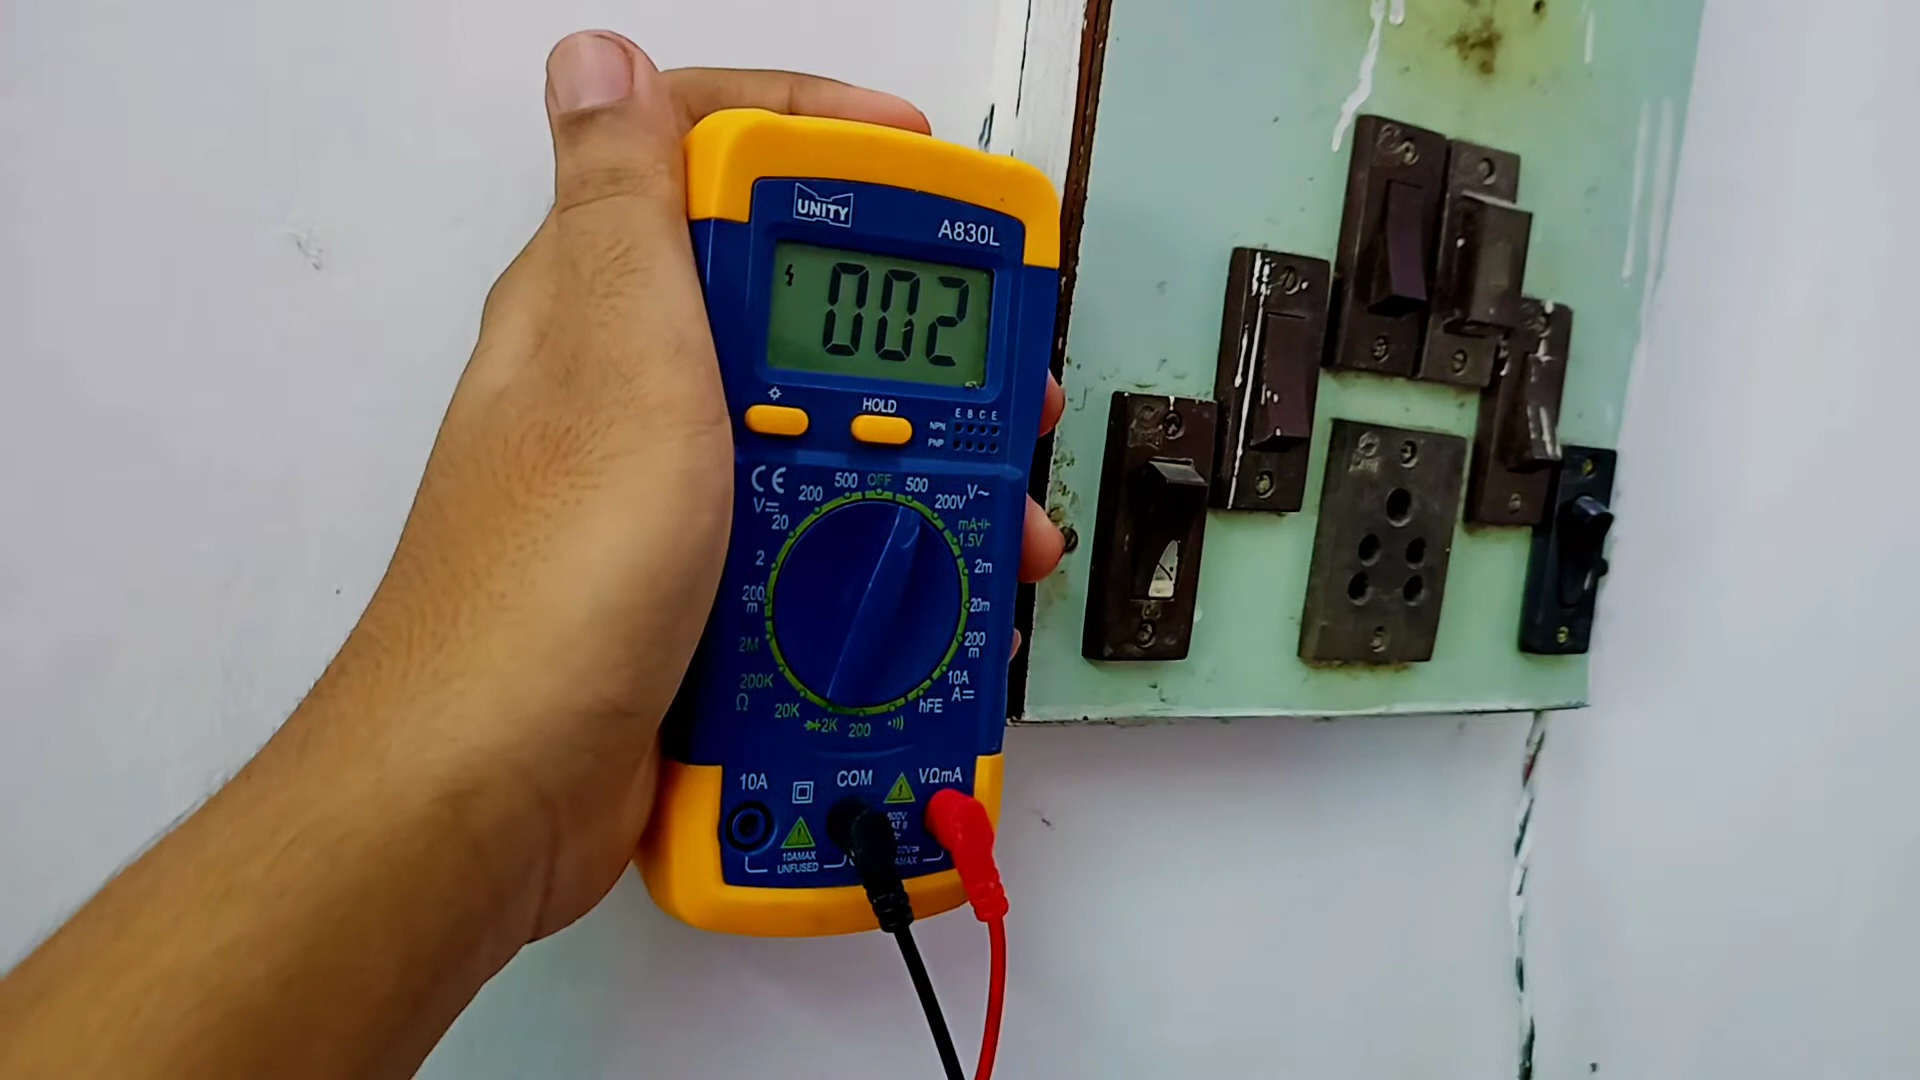 UNITY
A830L
002
HOLD
E B C E
NPN
PNP
CE
OFF
V⎓
200
500
500
200V
V~
20
mA
1.5V
2
2m
200
m
20m
2M
200
m
200K
Ω
10A
A⎓
20K
2K
200
hFE
10A
COM
VΩmA
10AMAX
UNFUSED